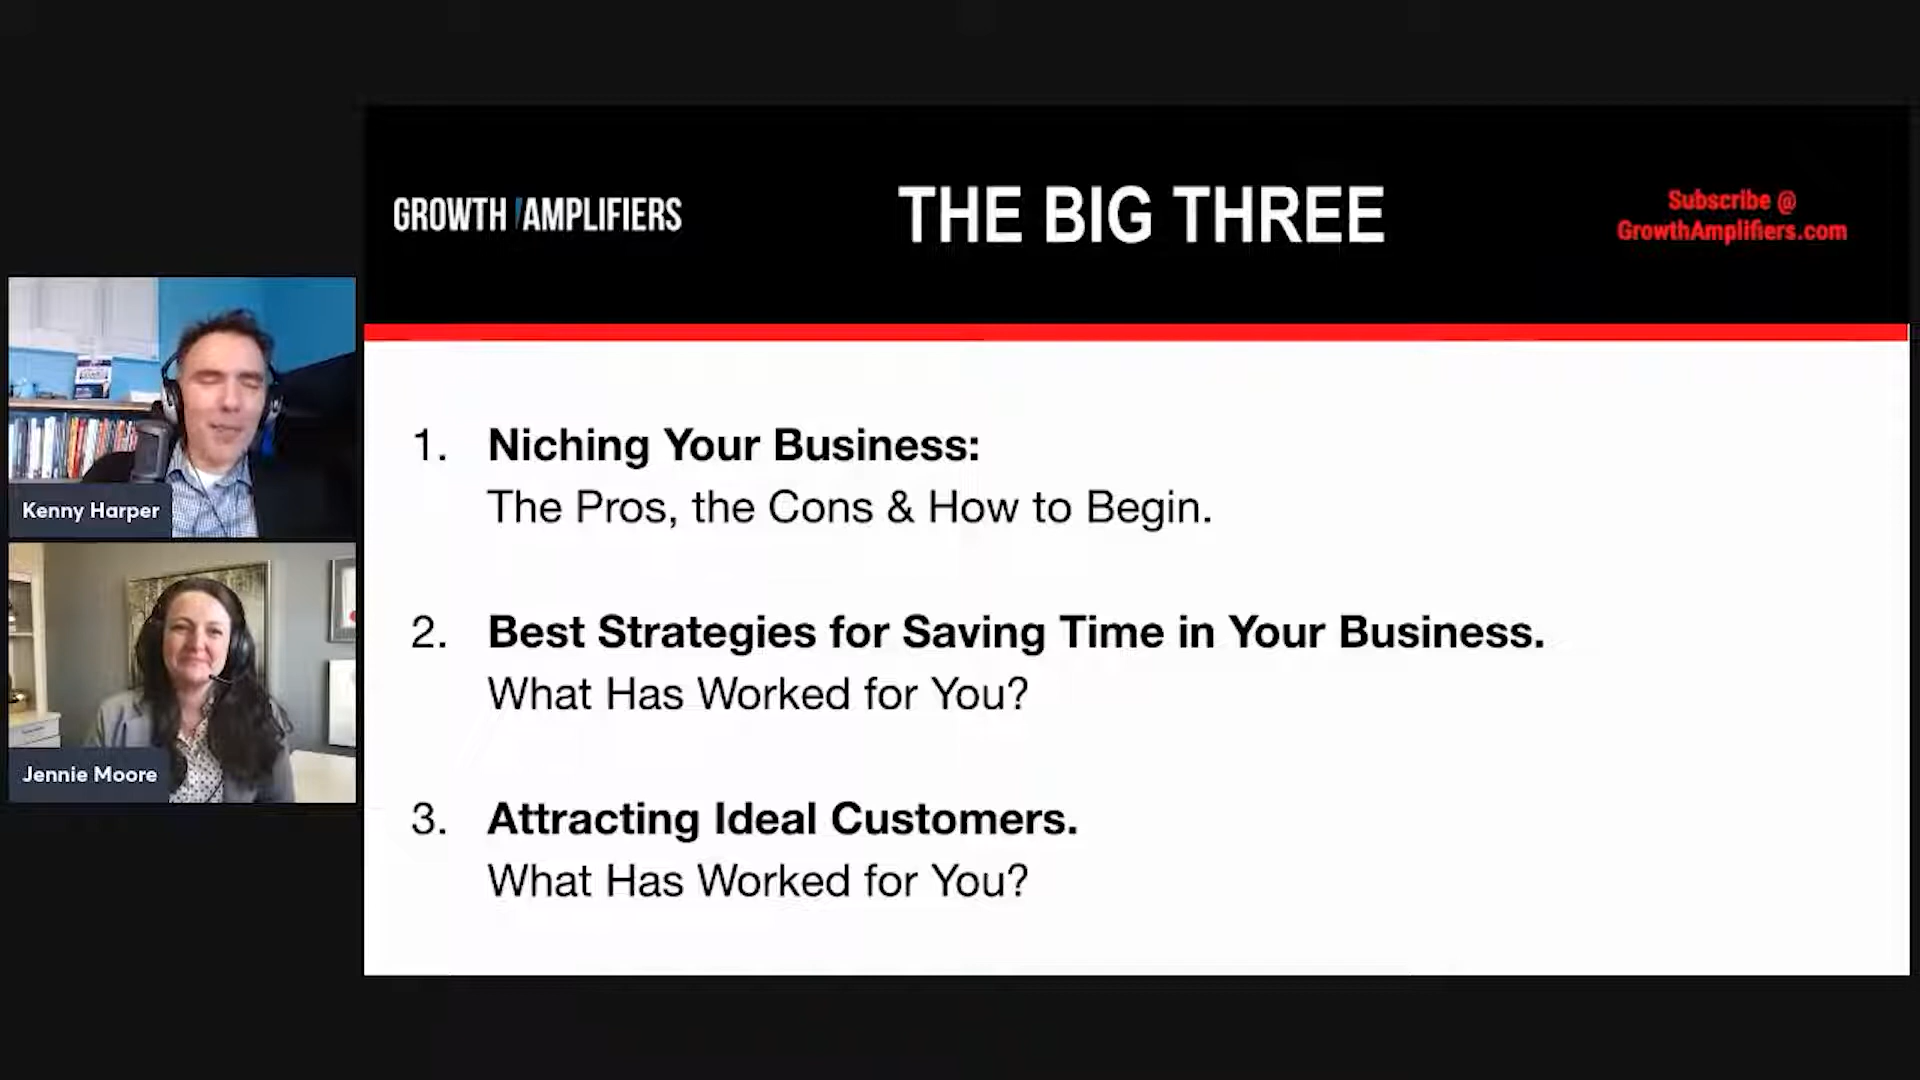 GROWTH AMPLIFIERS
THE BIG THREE
Subscribe @
GrowthAmplifiers.com
Kenny Harper
Jennie Moore
1. Niching Your Business:
The Pros, the Cons & How to Begin.
2. Best Strategies for Saving Time in Your Business.
What Has Worked for You?
3. Attracting Ideal Customers.
What Has Worked for You?